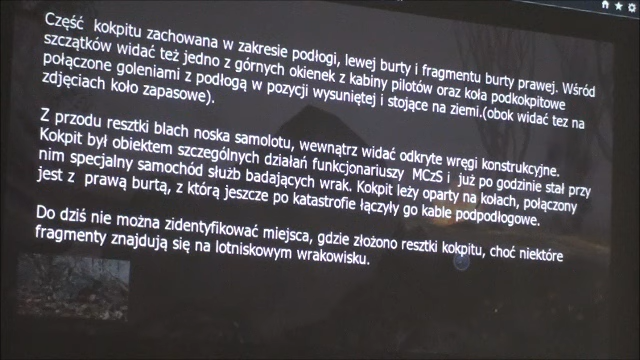 Część kokpitu zachowana w zakresie podłogi, lewej burty i fragmentu burty prawej. Wśród
szczątków widać też jedno z górnych okienek z kabiny pilotów oraz koła podkokpitowe
połączone goleniami z podłogą w pozycji wysuniętej i stojące na ziemi.(obok widać tez na
zdjęciach koło zapasowe).
Z przodu resztki blach noska samolotu, wewnątrz widać odkryte wręgi konstrukcyjne.
Kokpit był obiektem szczególnych działań funkcjonariuszy MCzS i już po godzinie stał przy
nim specjalny samochód służb badających wrak. Kokpit leży oparty na kołach, połączony
jest z prawą burtą, z którą jeszcze po katastrofie łączyły go kable podpodłogowe.
Do dziś nie można zidentyfikować miejsca, gdzie złożono resztki kokpitu, choć niektóre
fragmenty znajdują się na lotniskowym wrakowisku.